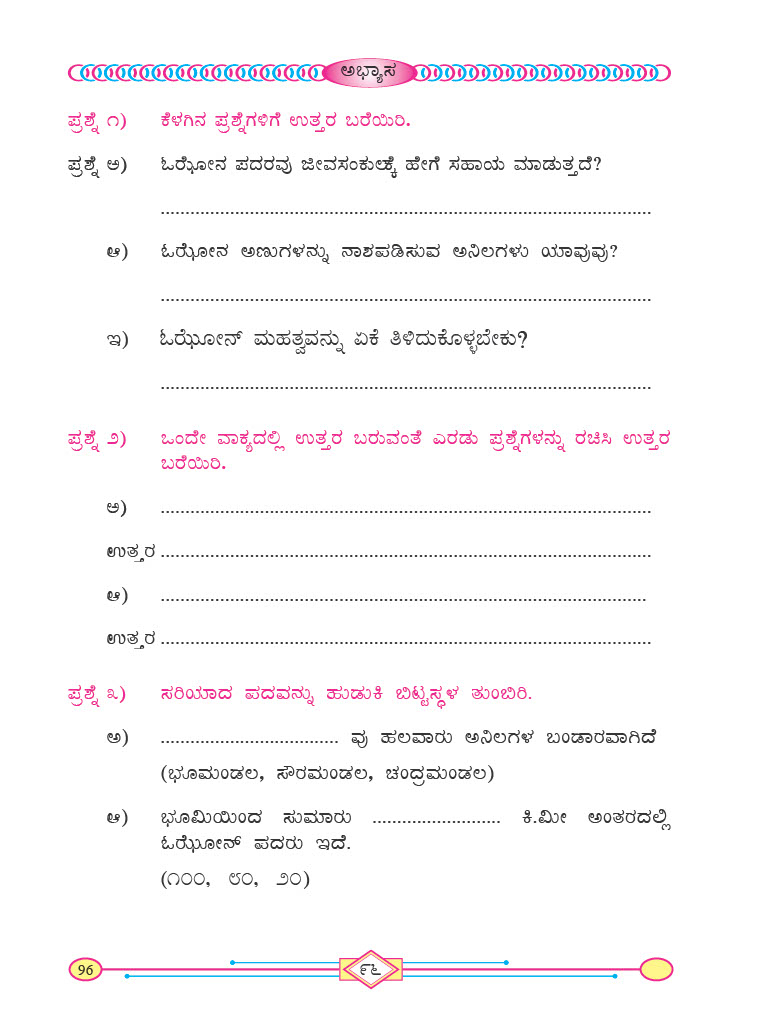 ಅಭ್ಯಾಸ
ಪ್ರಶ್ನೆ ೧) ಕೆಳಗಿನ ಪ್ರಶ್ನೆಗಳಿಗೆ ಉತ್ತರ ಬರೆಯಿರಿ.
ಪ್ರಶ್ನೆ ಅ) ಓಝೋನ ಪದರವು ಜೀವಸಂಕುಲಕ್ಕೆ ಹೇಗೆ ಸಹಾಯ ಮಾಡುತ್ತದೆ?
..................................................................................................
ಆ) ಓಝೋನ ಅಣುಗಳನ್ನು ನಾಶಪಡಿಸುವ ಅನಿಲಗಳು ಯಾವುವು?
..................................................................................................
ಇ) ಓಝೋನ್ ಮಹತ್ವವನ್ನು ಏಕೆ ತಿಳಿದುಕೊಳ್ಳಬೇಕು?
..................................................................................................
ಪ್ರಶ್ನೆ ೨) ಒಂದೇ ವಾಕ್ಯದಲ್ಲಿ ಉತ್ತರ ಬರುವಂತೆ ಎರಡು ಪ್ರಶ್ನೆಗಳನ್ನು ರಚಿಸಿ ಉತ್ತರ
ಬರೆಯಿರಿ.
ಅ) ..................................................................................................
ಉತ್ತರ ..................................................................................................
ಆ) .................................................................................................
ಉತ್ತರ ..................................................................................................
ಪ್ರಶ್ನೆ ೩) ಸರಿಯಾದ ಪದವನ್ನು ಹುಡುಕಿ ಬಿಟ್ಟಸ್ಥಳ ತುಂಬಿರಿ.
ಅ) .................................... ವು ಹಲವಾರು ಅನಿಲಗಳ ಬಂಡಾರವಾಗಿದೆ
(ಭೂಮಂಡಲ, ಸೌರಮಂಡಲ, ಚಂದ್ರಮಂಡಲ)
ಆ) ಭೂಮಿಯಿಂದ ಸುಮಾರು .......................... ಕಿ.ಮೀ ಅಂತರದಲ್ಲಿ
ಓಝೋನ್ ಪದರು ಇದೆ.
(೧೦೦, ೮೦, ೨೦)
96 ೯೬